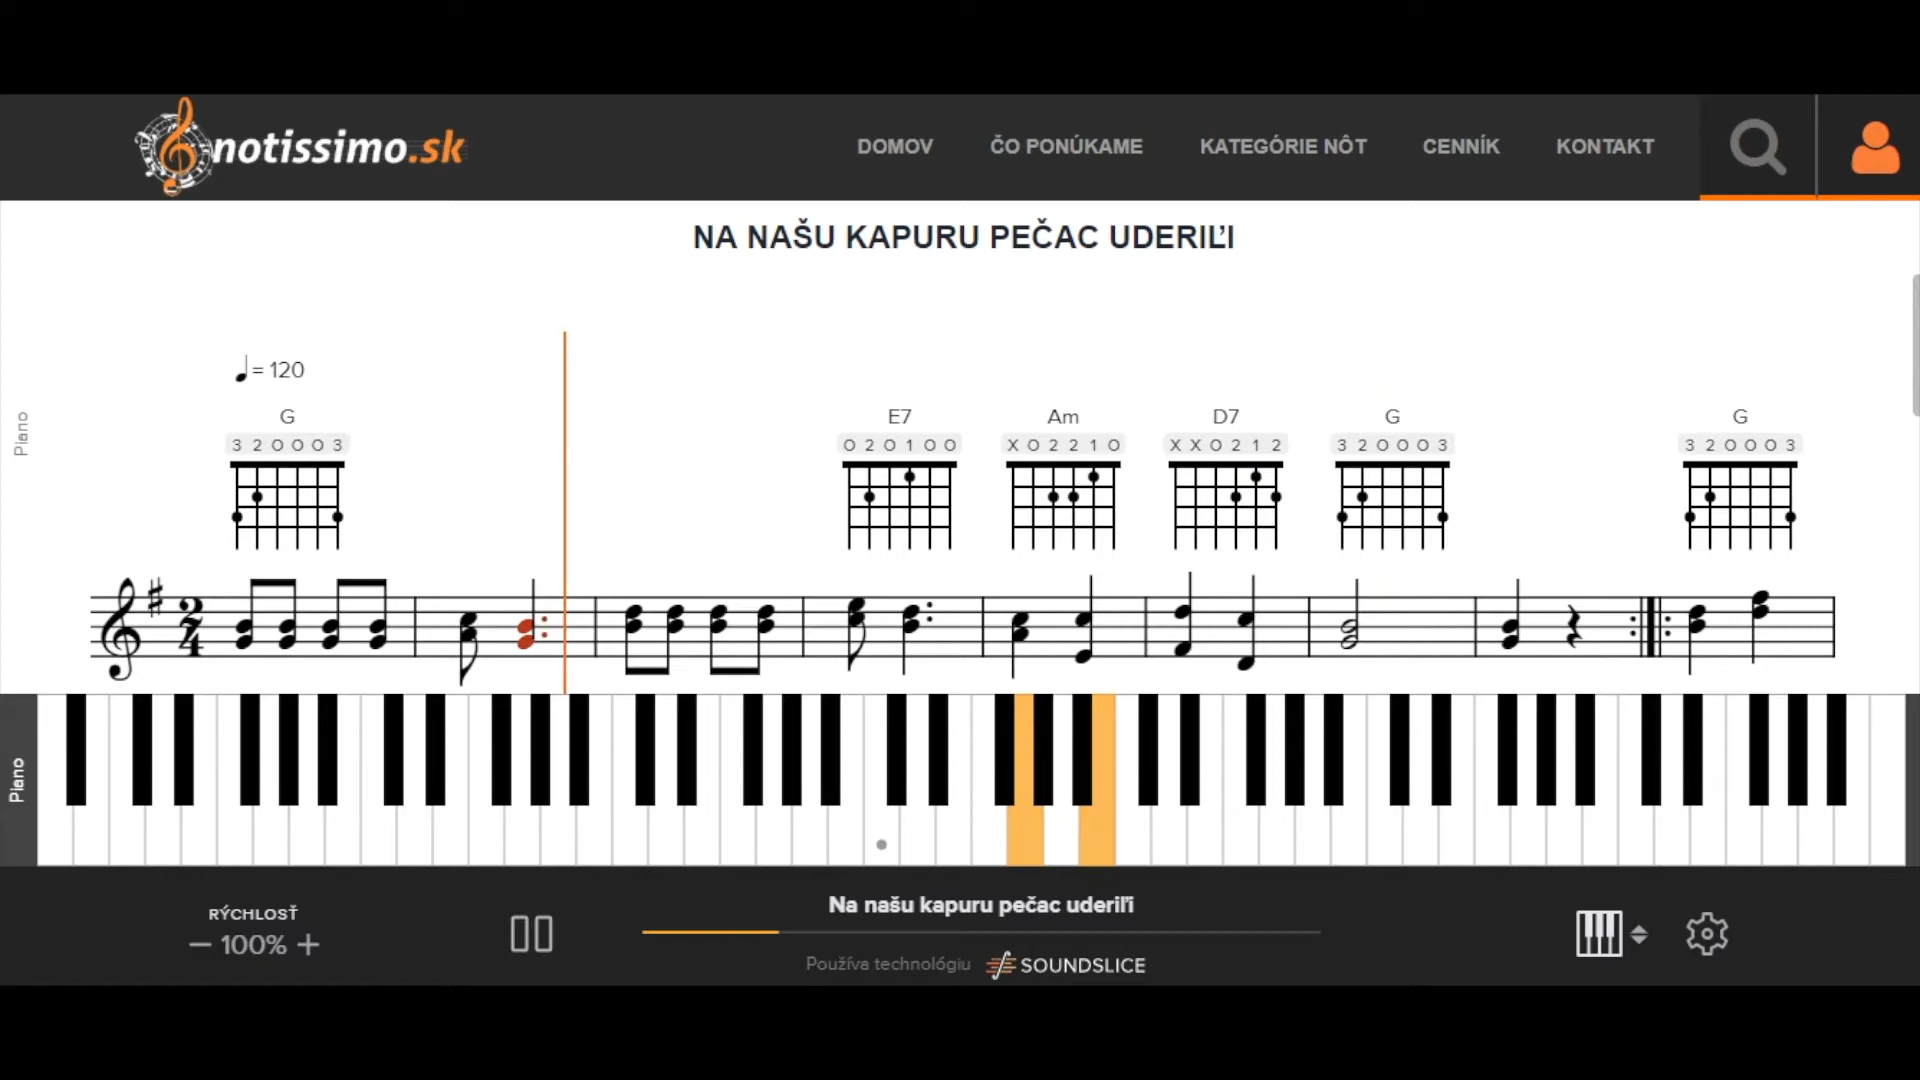 notissimo.sk
DOMOV ČO PONÚKAME KATEGÓRIE NÔT CENNÍK KONTAKT
NA NAŠU KAPURU PEČAC UDERIĽI
= 120
Piano
G E7 Am D7 G G
3 2 0 0 0 3 0 2 0 1 0 0 X 0 2 2 1 0 X X 0 2 1 2 3 2 0 0 0 3 3 2 0 0 0 3
2
4
Piano
Na našu kapuru pečac uderiľi
RÝCHLOSŤ
− 100% +
Používa technológiu SOUNDSLICE